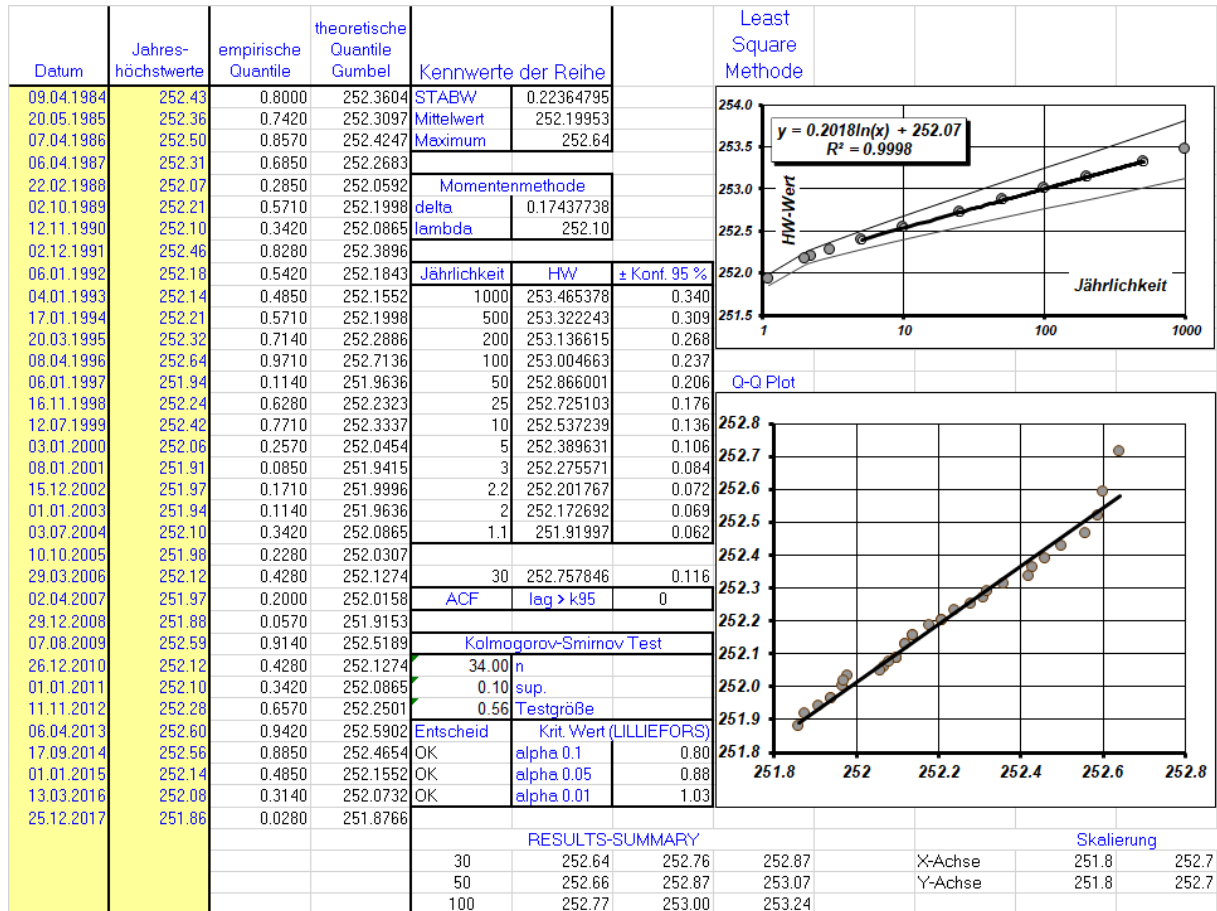 Datum Jahres-höchstwerte empirische Quantile theoretische Quantile Gumbel Kennwerte der Reihe Least Square Methode
09.04.1984 252.43 0.8000 252.3604 STABW 0.22364795
20.05.1985 252.36 0.7420 252.3097 Mittelwert 252.19953
07.04.1986 252.50 0.8570 252.4247 Maximum 252.64
06.04.1987 252.31 0.6850 252.2683
22.02.1988 252.07 0.2850 252.0592 Momentenmethode
02.10.1989 252.21 0.5710 252.1998 delta 0.17437738
12.11.1990 252.10 0.3420 252.0865 lambda 252.10
02.12.1991 252.46 0.8280 252.3896
06.01.1992 252.18 0.5420 252.1843 Jährlichkeit HW ± Konf. 95 %
04.01.1993 252.14 0.4850 252.1552 1000 253.465378 0.340
17.01.1994 252.21 0.5710 252.1998 500 253.322243 0.309
20.03.1995 252.32 0.7140 252.2886 200 253.136615 0.268
08.04.1996 252.64 0.9710 252.7136 100 253.004663 0.237
06.01.1997 251.94 0.1140 251.9636 50 252.866001 0.206
16.11.1998 252.24 0.6280 252.2323 25 252.725103 0.176
12.07.1999 252.42 0.7710 252.3337 10 252.537239 0.136
03.01.2000 252.06 0.2570 252.0454 5 252.389631 0.106
08.01.2001 251.91 0.0850 251.9415 3 252.275571 0.084
15.12.2002 251.97 0.1710 251.9996 2.2 252.201767 0.072
01.01.2003 251.94 0.1140 251.9636 2 252.172692 0.069
03.07.2004 252.10 0.3420 252.0865 1.1 251.91997 0.062
10.10.2005 251.98 0.2280 252.0307
29.03.2006 252.12 0.4280 252.1274 30 252.757846 0.116
02.04.2007 251.97 0.2000 252.0158 ACF lag > k95 0
29.12.2008 251.88 0.0570 251.9153
07.08.2009 252.59 0.9140 252.5189 Kolmogorov-Smirnov Test
26.12.2010 252.12 0.4280 252.1274 34.00 n
01.01.2011 252.10 0.3420 252.0865 0.10 sup.
11.11.2012 252.28 0.6570 252.2501 0.56 Testgröße
06.04.2013 252.60 0.9420 252.5902 Entscheid Krit. Wert (LILLIEFORS)
17.09.2014 252.56 0.8850 252.4654 OK alpha 0.1 0.80
01.01.2015 252.14 0.4850 252.1552 OK alpha 0.05 0.88
13.03.2016 252.08 0.3140 252.0732 OK alpha 0.01 1.03
25.12.2017 251.86 0.0280 251.8766
254.0
253.5
253.0
252.5
252.0
251.5
y = 0.2018ln(x) + 252.07
R² = 0.9998
HW-Wert
Jährlichkeit
1 10 100 1000
Q-Q Plot
252.8
252.7
252.6
252.5
252.4
252.3
252.2
252.1
252.0
251.9
251.8
251.8 252 252.2 252.4 252.6 252.8
RESULTS-SUMMARY Skalierung
30 252.64 252.76 252.87 X-Achse 251.8 252.7
50 252.66 252.87 253.07 Y-Achse 251.8 252.7
100 252.77 253.00 253.24